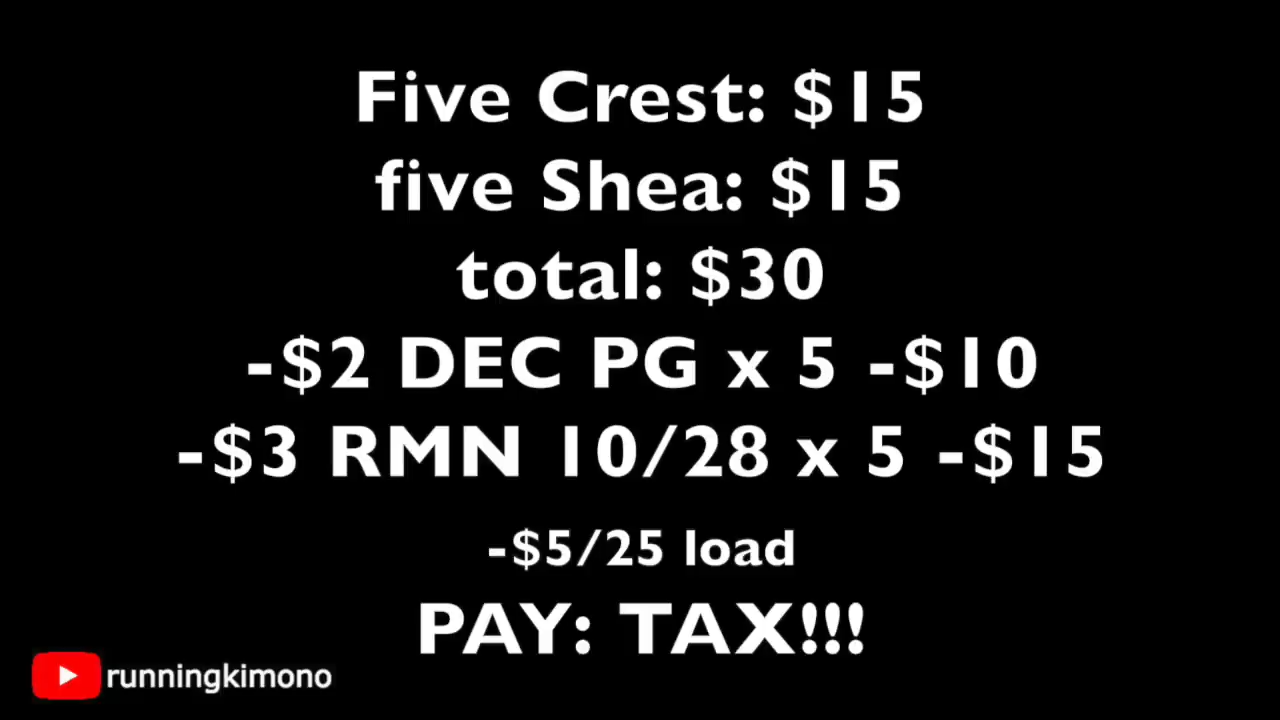 Five Crest: $15
five Shea: $15
total: $30
-$2 DEC PG x 5 -$10
-$3 RMN 10/28 x 5 -$15
-$5/25 load
PAY: TAX!!!
runningkimono